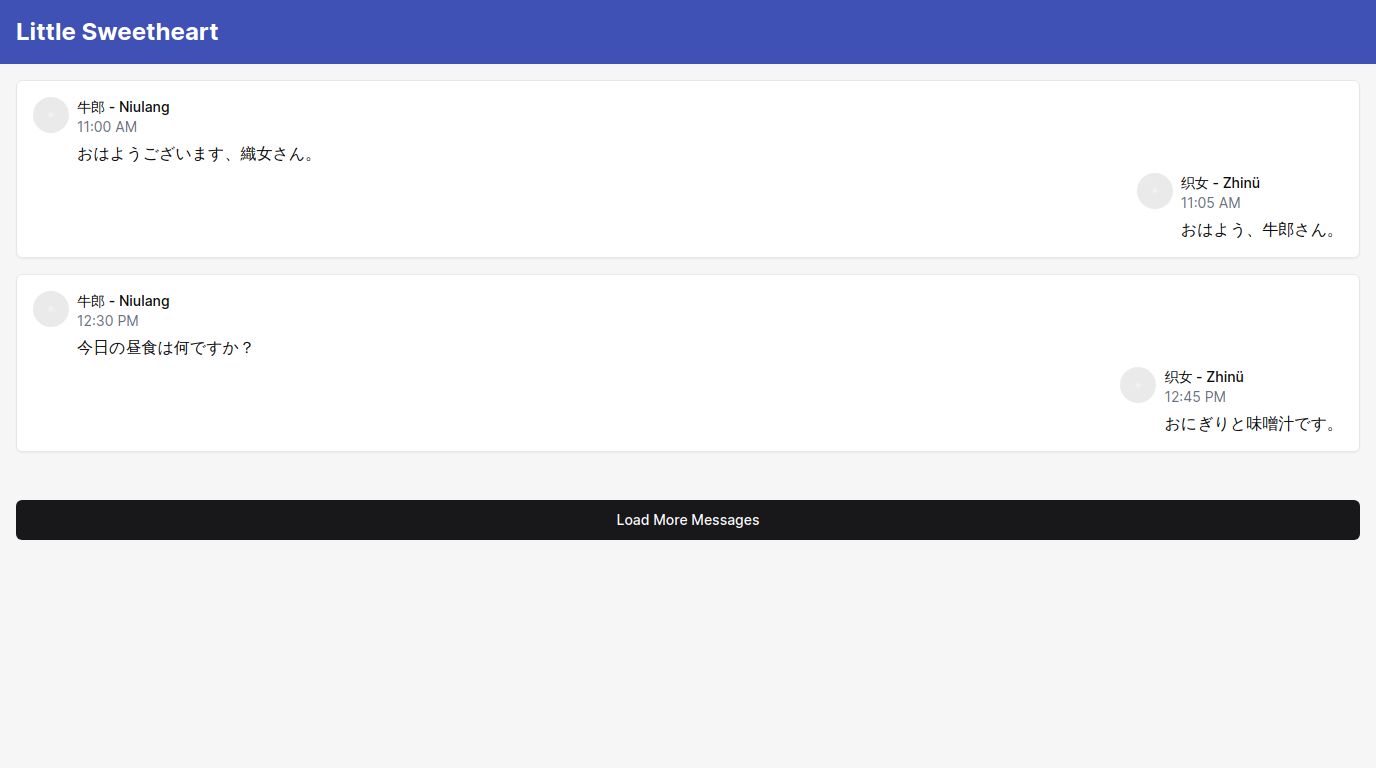 Little Sweetheart
牛郎 - Niulang
11:00 AM
おはようございます、織女さん。
织女 - Zhinü
11:05 AM
おはよう、牛郎さん。
牛郎 - Niulang
12:30 PM
今日の昼食は何ですか？
织女 - Zhinü
12:45 PM
おにぎりと味噌汁です。
Load More Messages